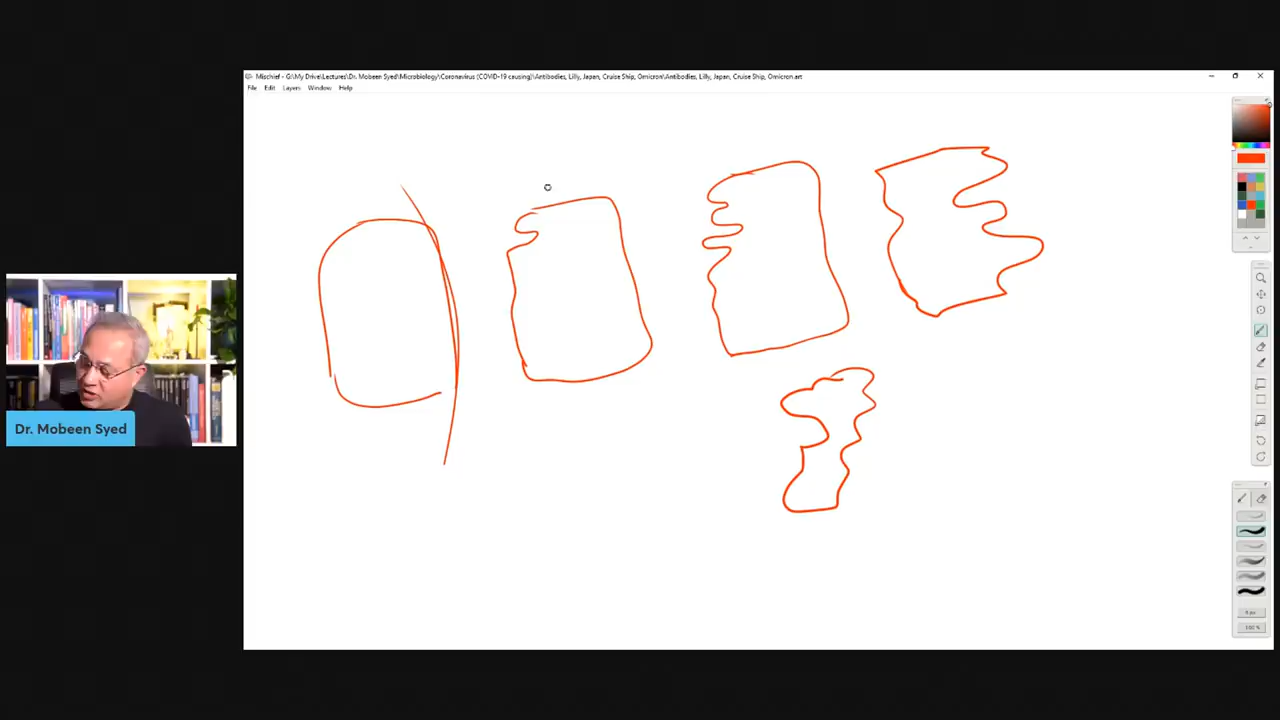 Mischief - G:\My Drive\Lectures\Dr. Mobeen Syed\Microbiology\Coronavirus (COVID-19 causing)\Antibodies, Lilly, Japan, Cruise Ship, Omicron\Antibodies, Lilly, Japan, Cruise Ship, Omicron.art
File Edit Layers Window Help
Dr. Mobeen Syed
100 %